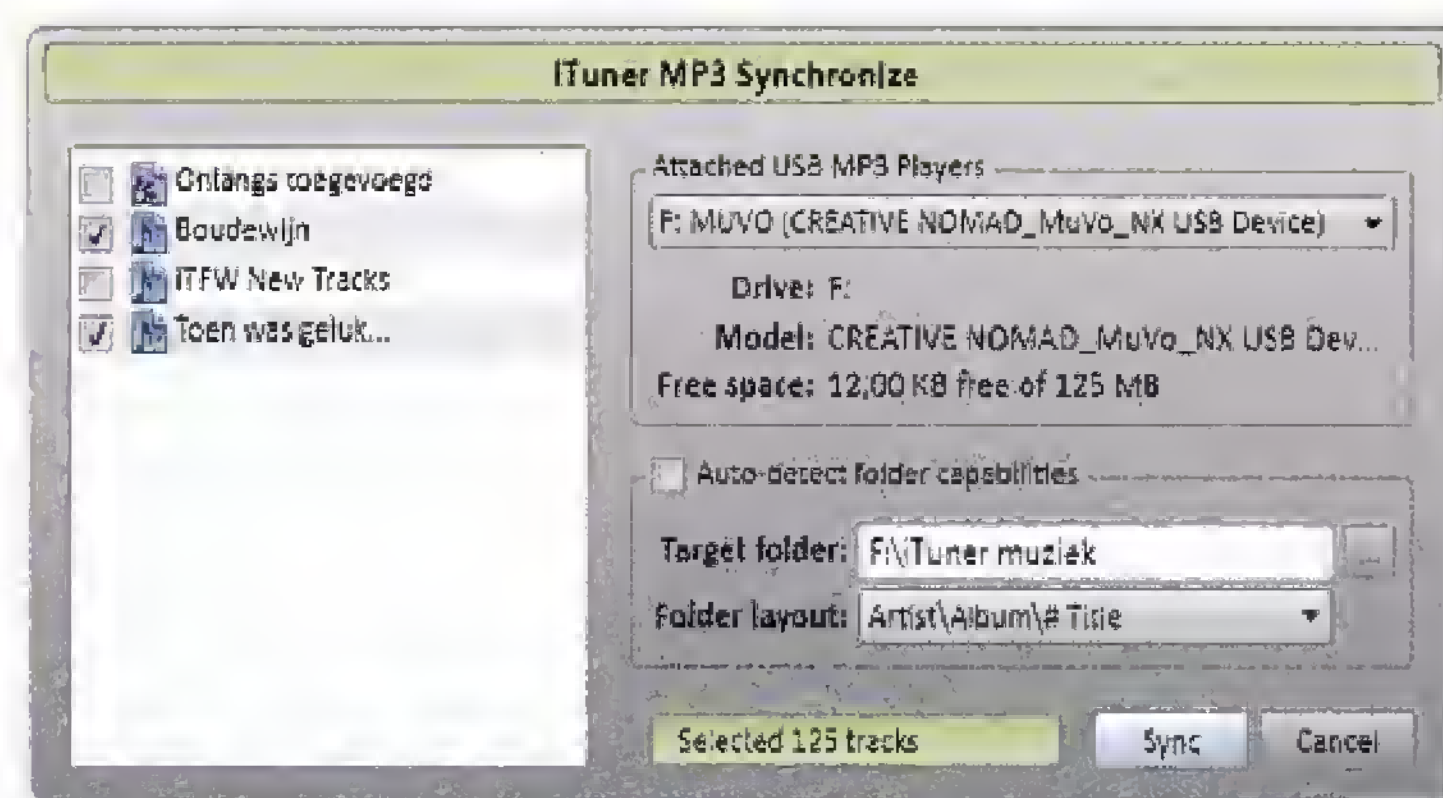 iTuner MP3 Synchronize
Onlangs toegevoegd
Boudewijn
iTFW New Tracks
Toen was geluk...
Attached USB MP3 Players
F: MUVO (CREATIVE NOMAD_MuVo_NX USB Device)
Drive: F:
Model: CREATIVE NOMAD_MuVo_NX USB Dev...
Free space: 12,00 KB free of 125 MB
Auto-detect folder capabilities
Target folder: F:\iTuner muziek ...
Folder layout: Artist\Album\# Title
Selected 125 tracks
Sync
Cancel